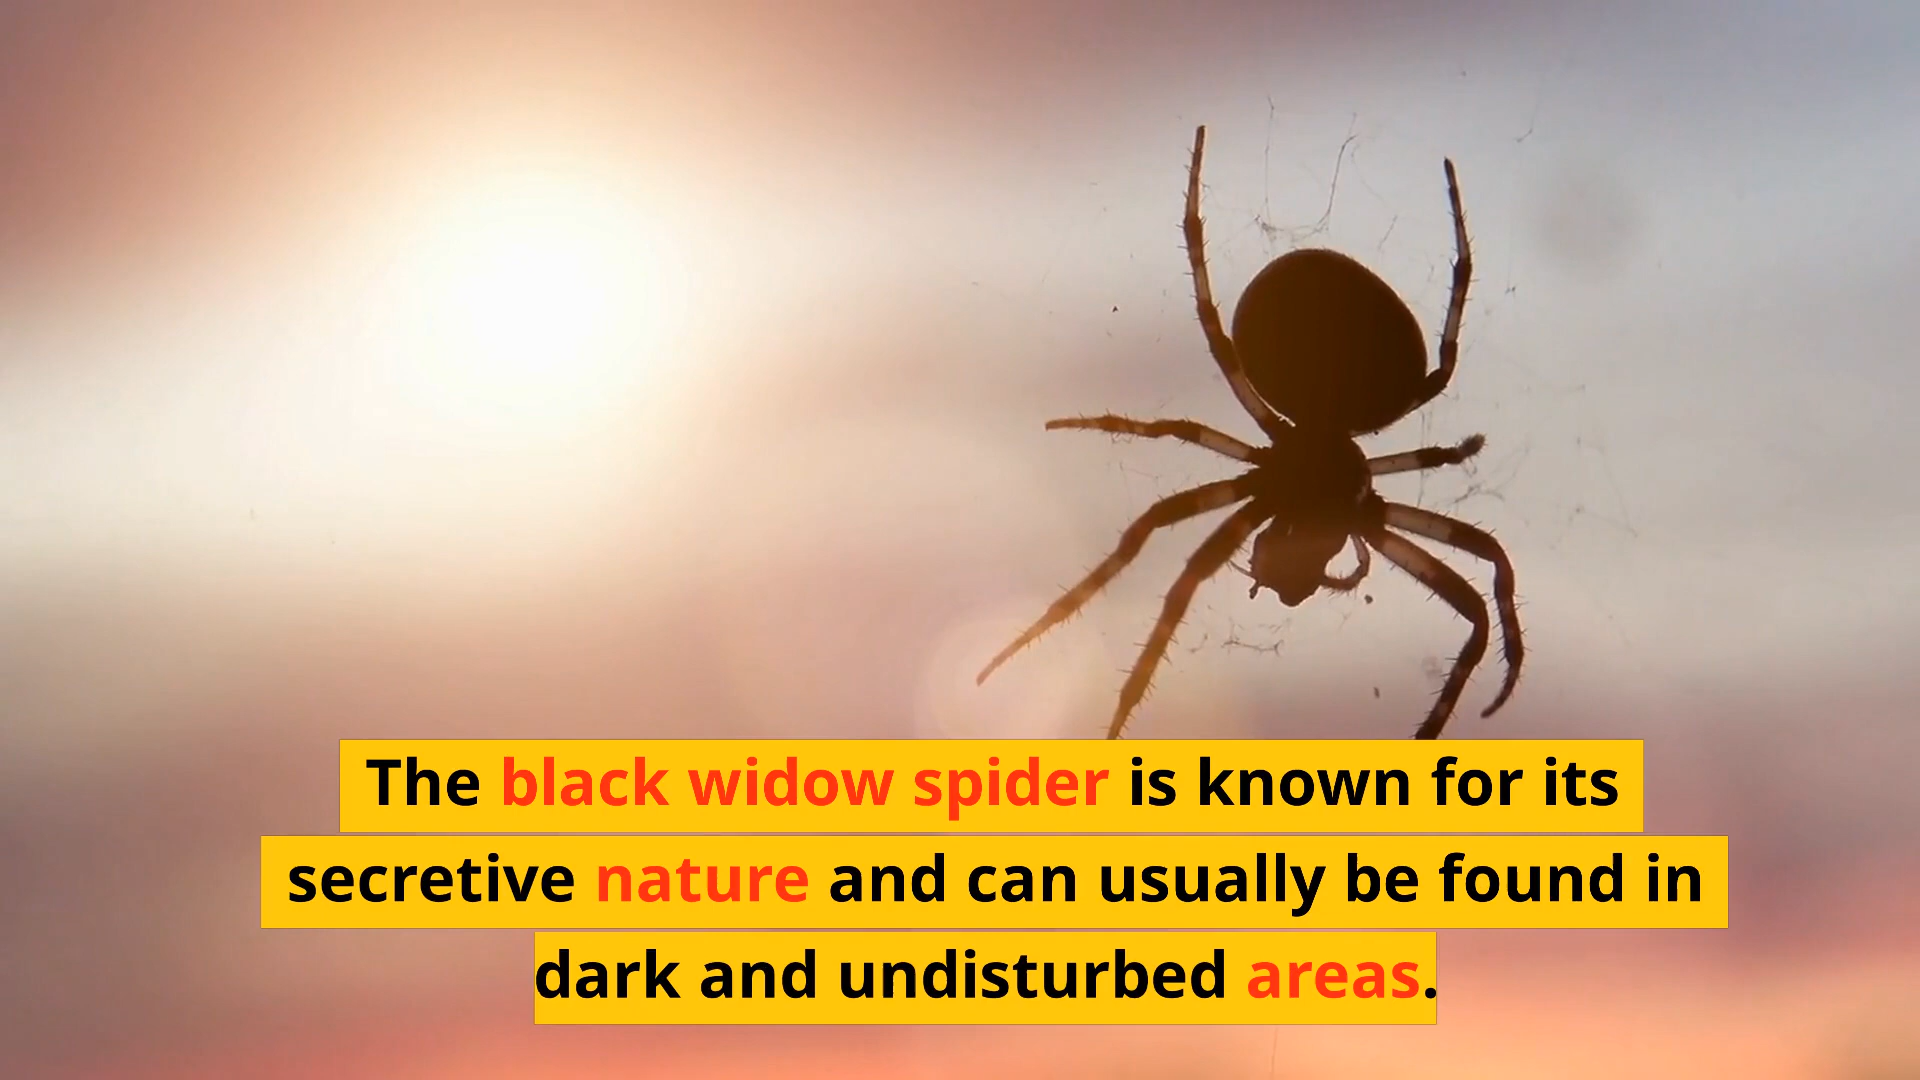 The black widow spider is known for its
secretive nature and can usually be found in
dark and undisturbed areas.